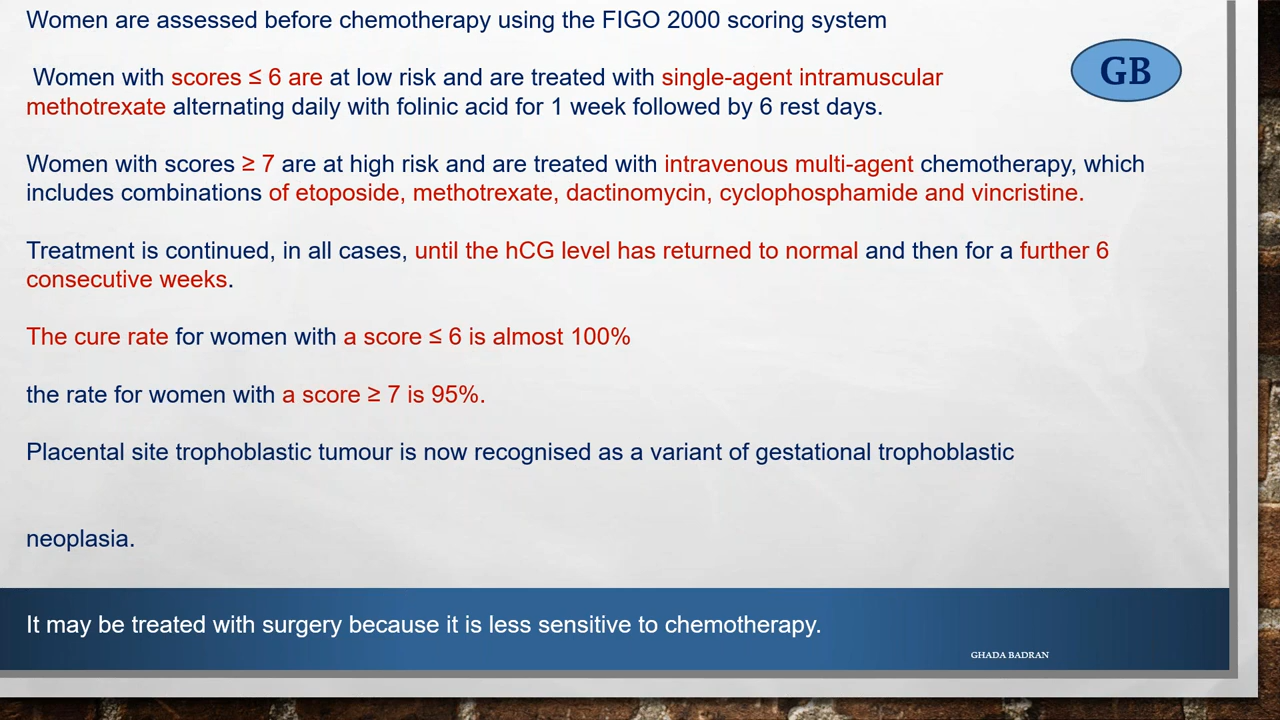 Women are assessed before chemotherapy using the FIGO 2000 scoring system
Women with scores ≤ 6 are at low risk and are treated with single-agent intramuscular
methotrexate alternating daily with folinic acid for 1 week followed by 6 rest days.
GB
Women with scores ≥ 7 are at high risk and are treated with intravenous multi-agent chemotherapy, which
includes combinations of etoposide, methotrexate, dactinomycin, cyclophosphamide and vincristine.
Treatment is continued, in all cases, until the hCG level has returned to normal and then for a further 6
consecutive weeks.
The cure rate for women with a score ≤ 6 is almost 100%
the rate for women with a score ≥ 7 is 95%.
Placental site trophoblastic tumour is now recognised as a variant of gestational trophoblastic
neoplasia.
It may be treated with surgery because it is less sensitive to chemotherapy.
GHADA BADRAN